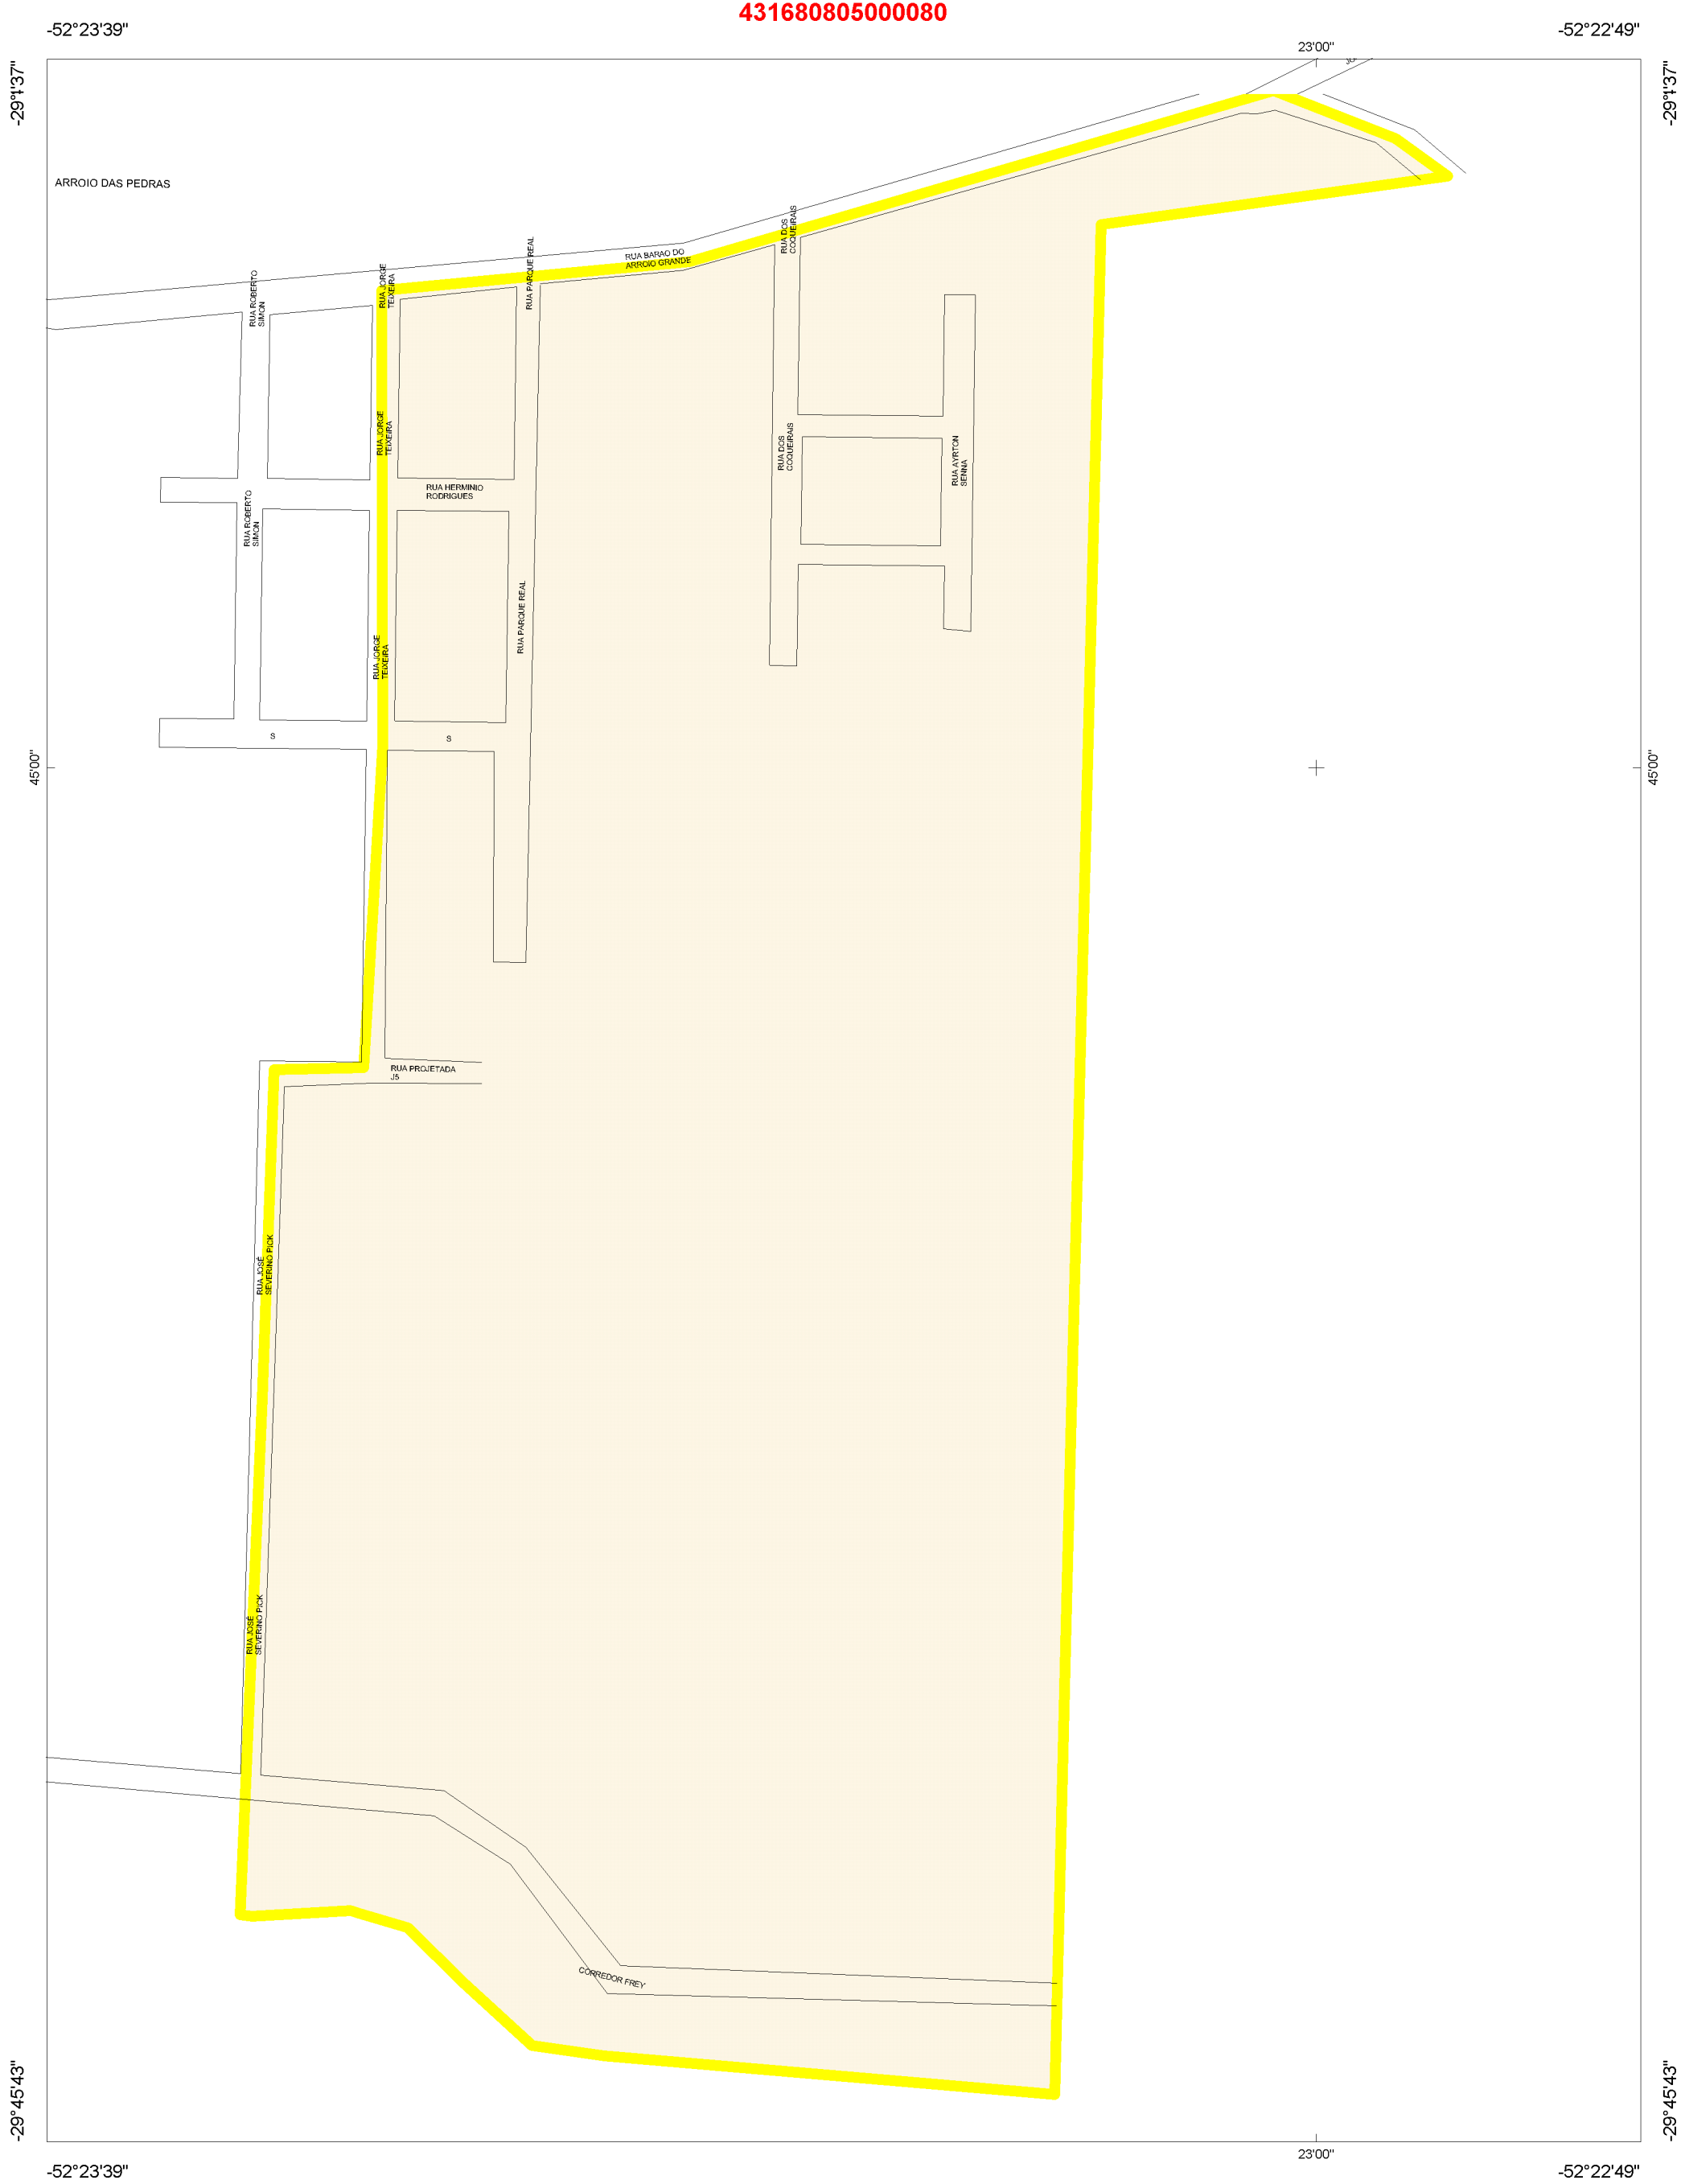 431680805000080
-52°23'39"
-52°22'49"
23'00"
-29°1'37"
-29°1'37"
ARROIO DAS PEDRAS
RUA DOS
COQUEIRAIS
RUA PARQUE REAL
RUA BARAO DO
ARROIO GRANDE
RUA ROBERTO
SIMON
RUA JORGE
TEIXEIRA
RUA JORGE
TEIXEIRA
RUA DOS
COQUEIRAIS
RUA AYRTON
SENNA
RUA HERMINIO
RODRIGUES
RUA ROBERTO
SIMON
RUA PARQUE REAL
RUA JORGE
TEIXEIRA
S
S
45'00"
45'00"
RUA PROJETADA
J5
RUA JOSÉ
SEVERINO PICK
RUA JOSÉ
SEVERINO PICK
CORREDOR FREY
-29°45'43"
-29°45'43"
23'00"
-52°23'39"
-52°22'49"